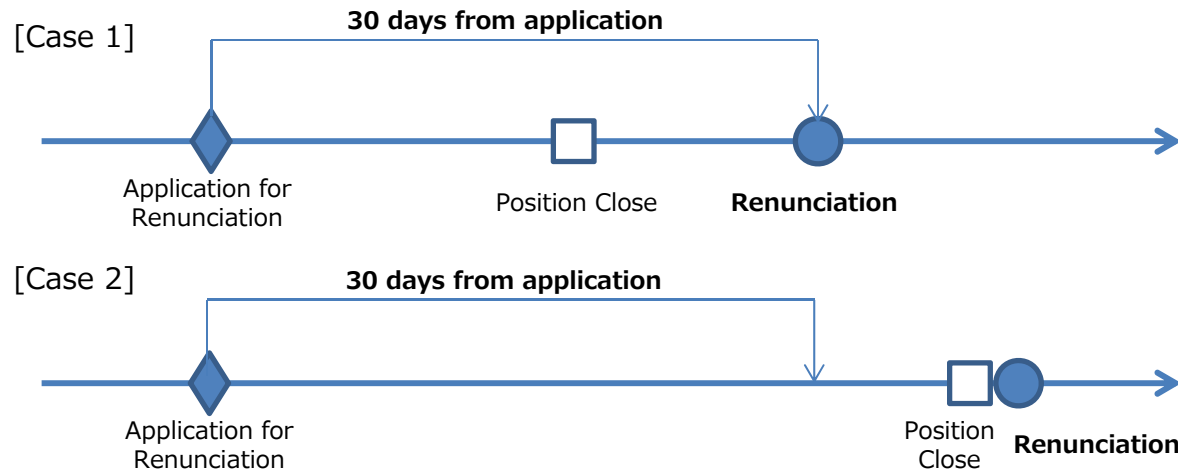 [Case 1]
30 days from application
Application for
Renunciation
Position Close
Renunciation
[Case 2]
30 days from application
Application for
Renunciation
Position
Close
Renunciation